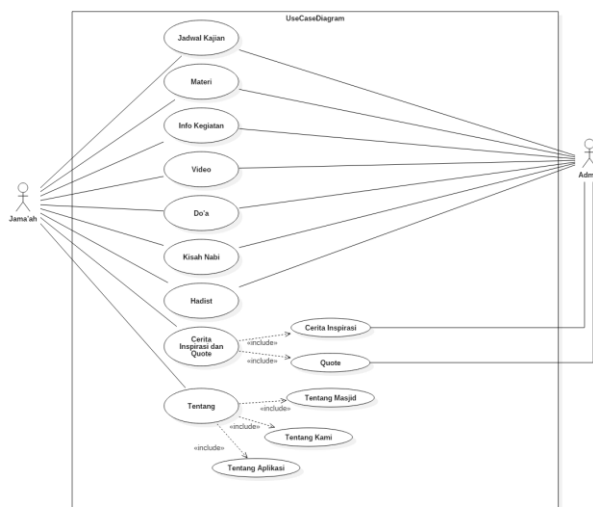 UseCaseDiagram
Jadwal Kajian
Materi
Info Kegiatan
Video
Do'a
Kisah Nabi
Hadist
Jama'ah
Adm
Cerita
Inspirasi dan
Quote
«include»
«include»
Cerita Inspirasi
Quote
Tentang
«include»
«include»
«include»
Tentang Masjid
Tentang Kami
Tentang Aplikasi